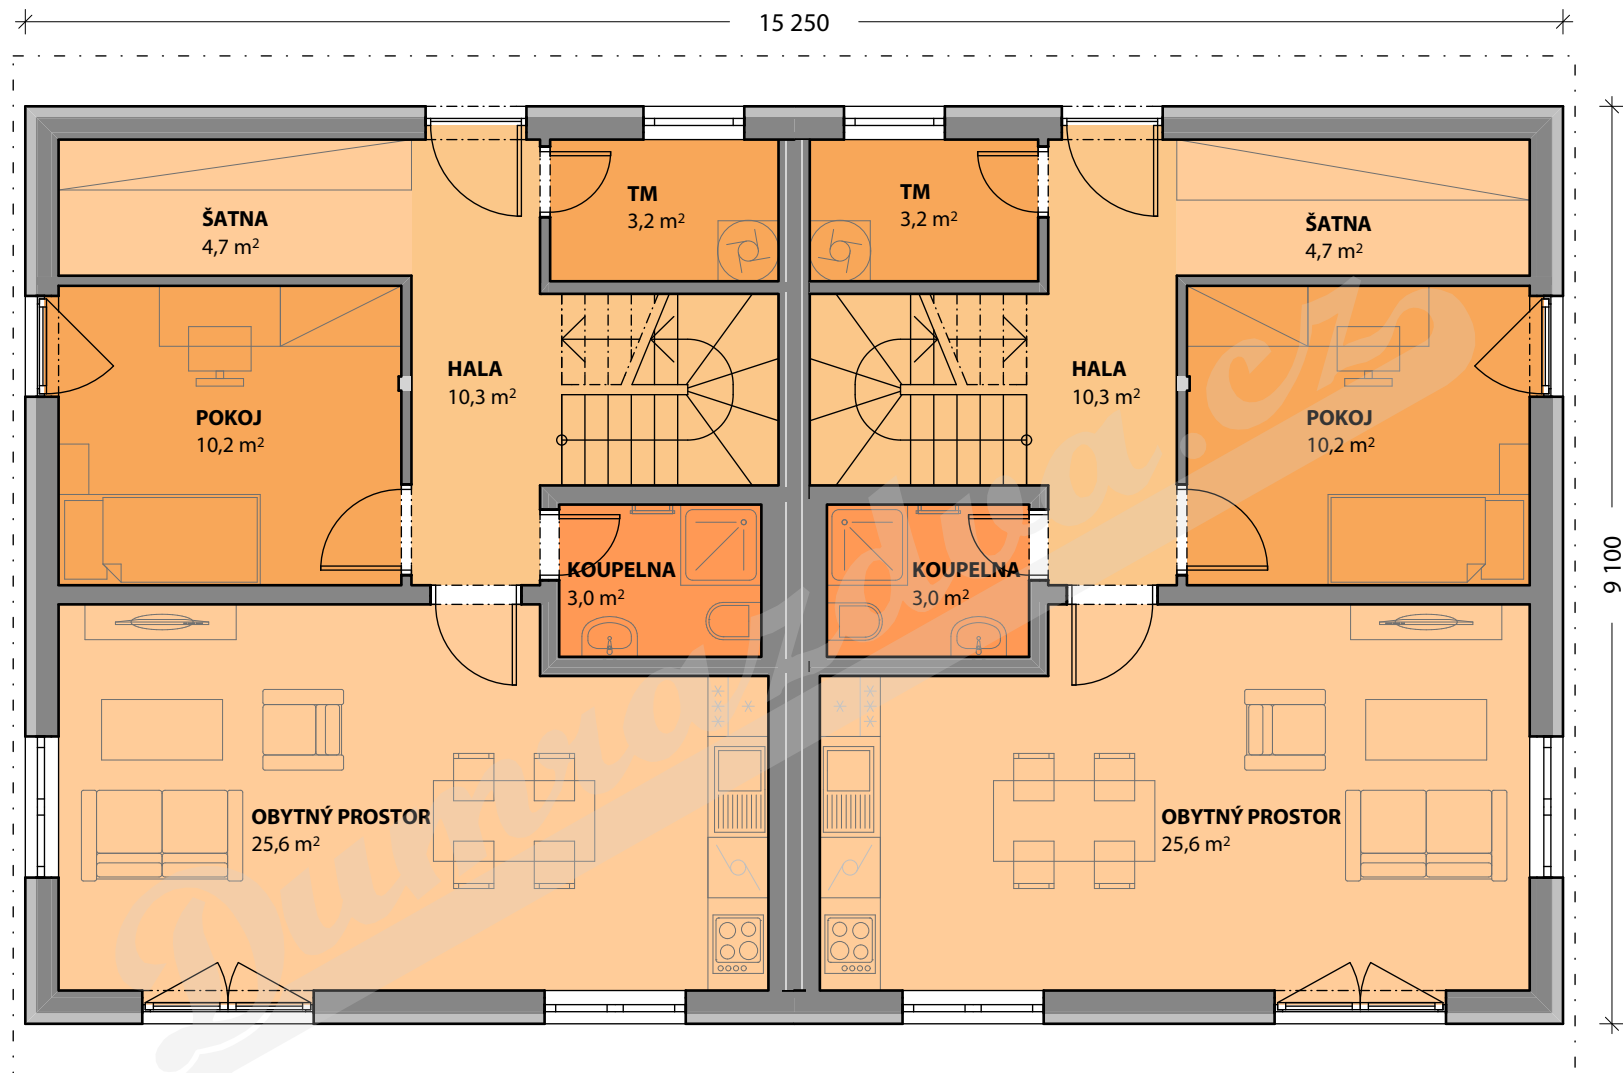 15 250
TM
3,2 m²
TM
3,2 m²
ŠATNA
4,7 m²
ŠATNA
4,7 m²
HALA
10,3 m²
HALA
10,3 m²
POKOJ
10,2 m²
POKOJ
10,2 m²
9 100
KOUPELNA
3,0 m²
KOUPELNA
3,0 m²
OBYTNÝ PROSTOR
25,6 m²
OBYTNÝ PROSTOR
25,6 m²
Dumazdva.cz